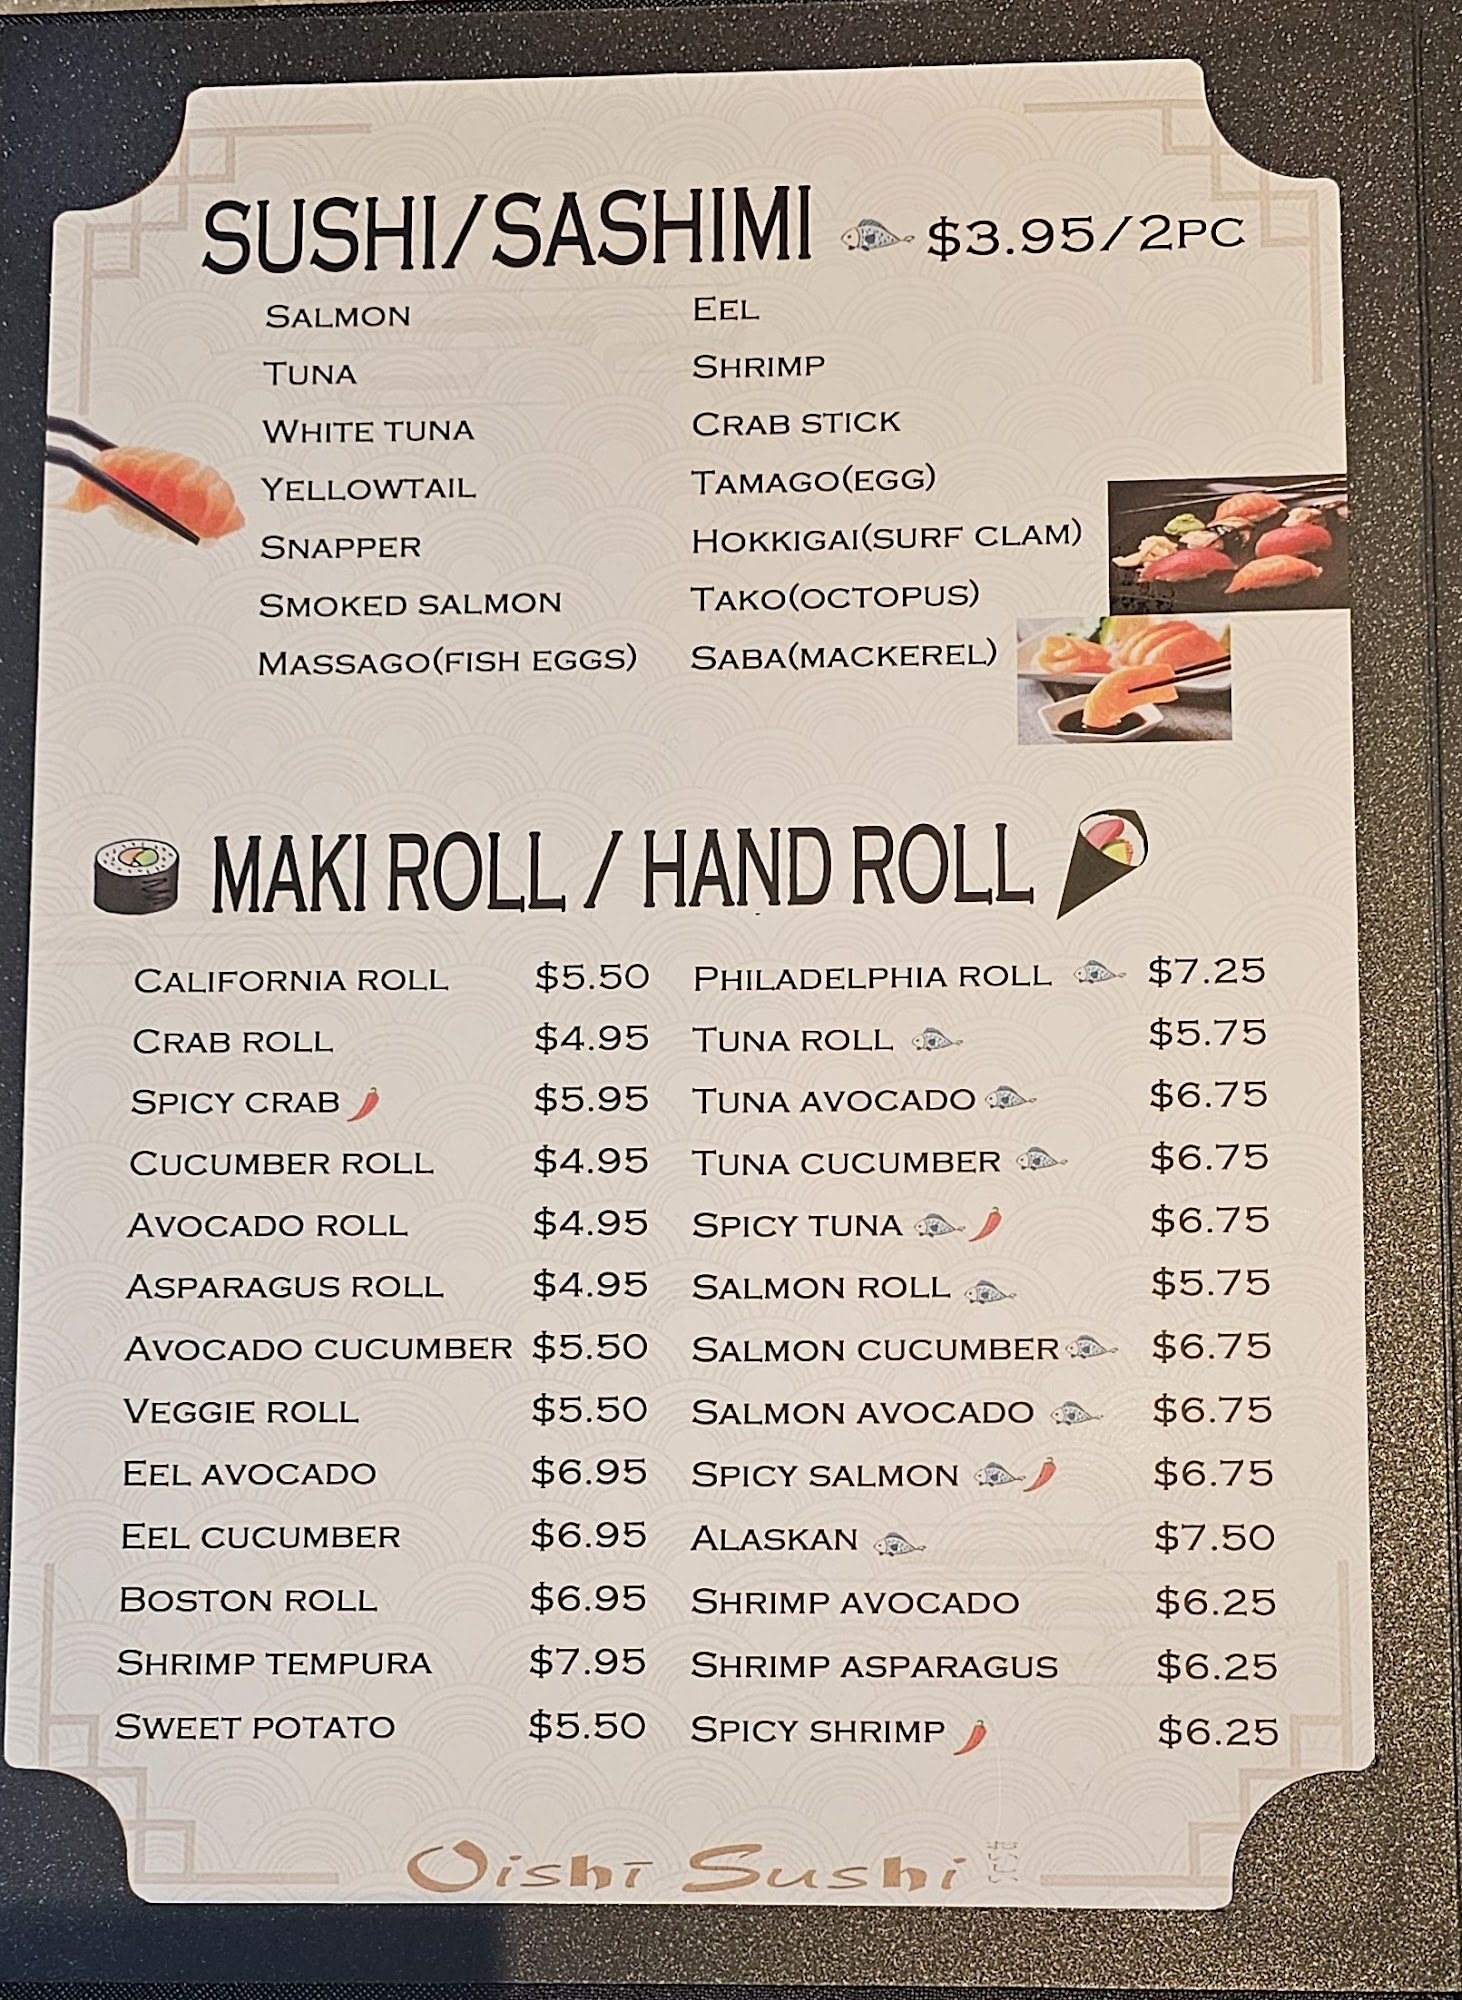 SUSHI/SASHIMI $3.95/2PC
SALMON
TUNA
WHITE TUNA
YELLOWTAIL
SNAPPER
SMOKED SALMON
MASSAGO(FISH EGGS)
EEL
SHRIMP
CRAB STICK
TAMAGO(EGG)
HOKKIGAI(SURF CLAM)
TAKO(OCTOPUS)
SABA(MACKEREL)
MAKI ROLL / HAND ROLL
CALIFORNIA ROLL $5.50
CRAB ROLL $4.95
SPICY CRAB $5.95
CUCUMBER ROLL $4.95
AVOCADO ROLL $4.95
ASPARAGUS ROLL $4.95
AVOCADO CUCUMBER $5.50
VEGGIE ROLL $5.50
EEL AVOCADO $6.95
EEL CUCUMBER $6.95
BOSTON ROLL $6.95
SHRIMP TEMPURA $7.95
SWEET POTATO $5.50
PHILADELPHIA ROLL $7.25
TUNA ROLL $5.75
TUNA AVOCADO $6.75
TUNA CUCUMBER $6.75
SPICY TUNA $6.75
SALMON ROLL $5.75
SALMON CUCUMBER $6.75
SALMON AVOCADO $6.75
SPICY SALMON $6.75
ALASKAN $7.50
SHRIMP AVOCADO $6.25
SHRIMP ASPARAGUS $6.25
SPICY SHRIMP $6.25
Oishi Sushi